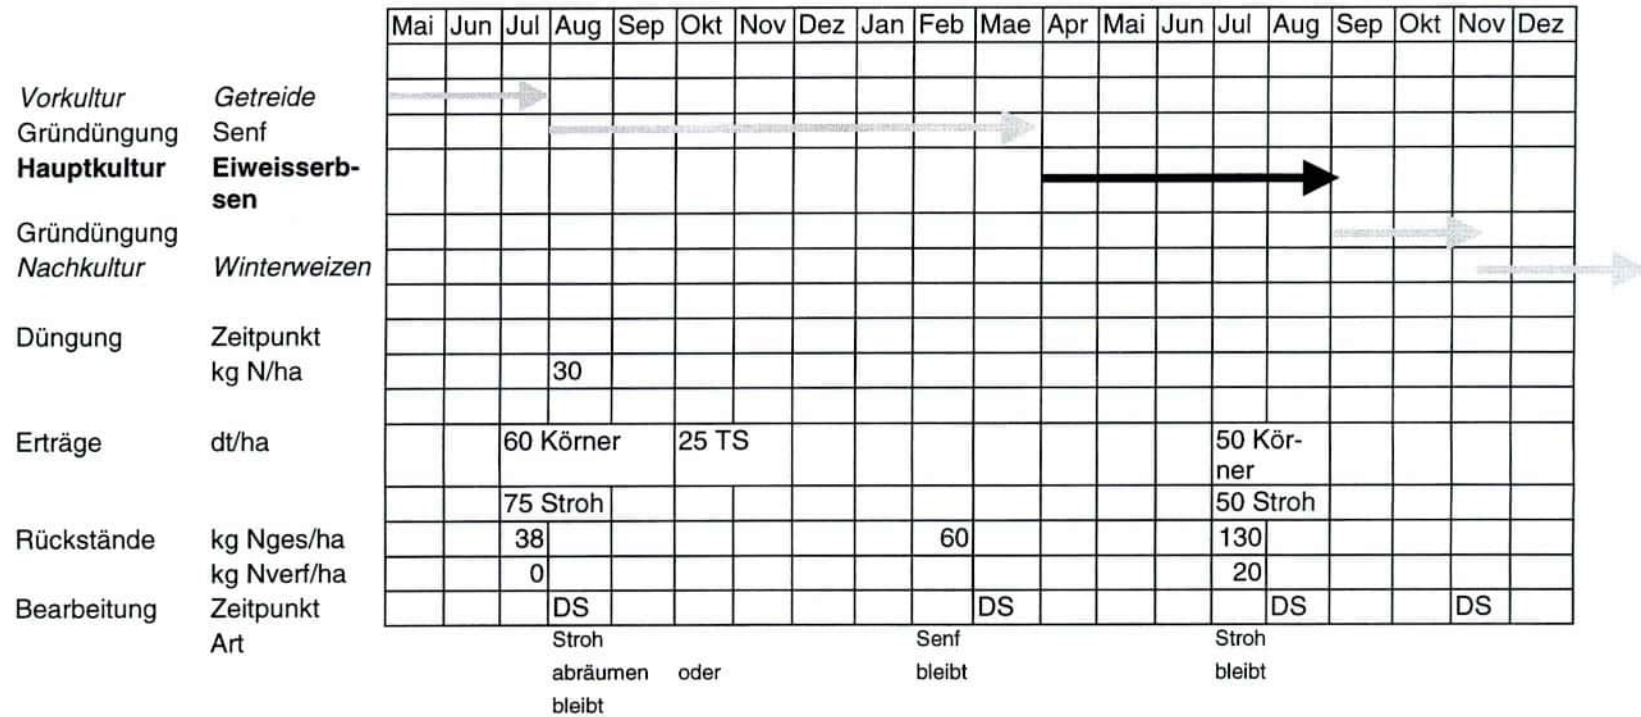 Mai Jun Jul Aug Sep Okt Nov Dez Jan Feb Mae Apr Mai Jun Jul Aug Sep Okt Nov Dez
Vorkultur Getreide
Gründüngung Senf
Hauptkultur Eiweisserb-
sen
Gründüngung
Nachkultur Winterweizen
Düngung Zeitpunkt
kg N/ha 30
Erträge dt/ha 60 Körner 25 TS 50 Kör-
ner
75 Stroh 50 Stroh
Rückstände kg Nges/ha 38 60 130
kg Nverf/ha 0 20
Bearbeitung Zeitpunkt DS DS DS DS
Art Stroh Senf Stroh
abräumen oder bleibt bleibt
bleibt